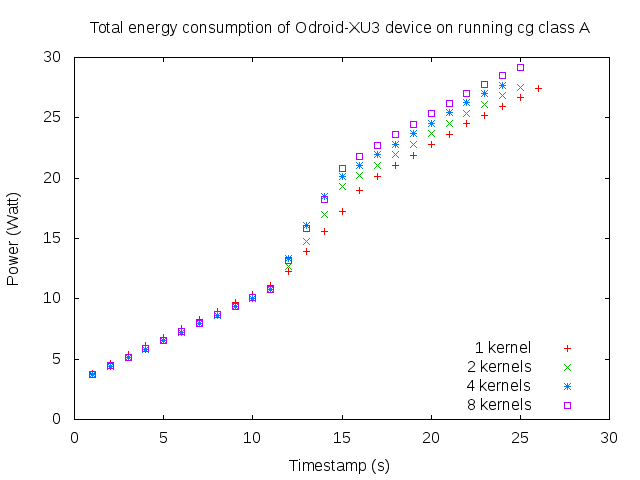 Total energy consumption of Odroid-XU3 device on running cg class A
30
25
20
15
10
5
0
Power (Watt)
1 kernel
2 kernels
4 kernels
8 kernels
0 5 10 15 20 25 30
Timestamp (s)